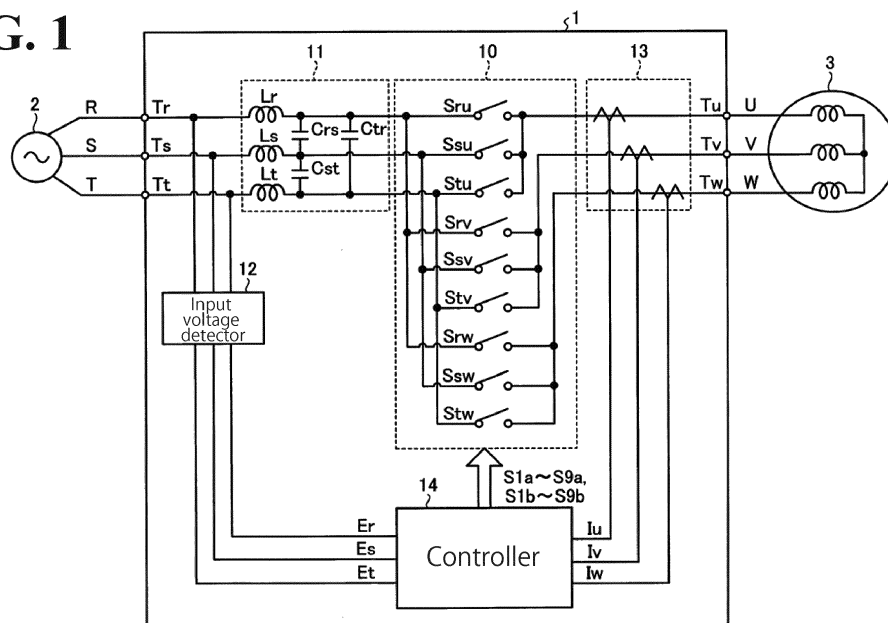 G. 1
1
11
10
13
3
2
R
Tr
Lr
Crs
Ctr
Sru
Tu
U
S
Ts
Ls
Ssu
Tv
V
Cst
T
Tt
Lt
Stu
Tw
W
Srv
Ssv
12
Stv
Input
voltage
detector
Srw
Ssw
Stw
S1a～S9a,
S1b～S9b
14
Er
Iu
Es
Controller
Iv
Et
Iw